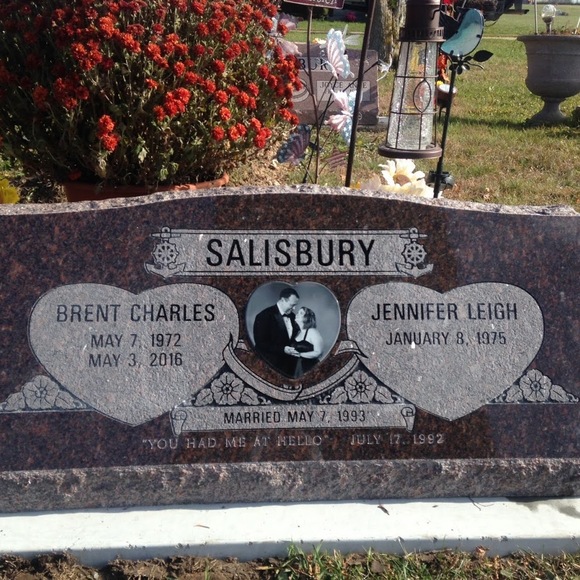 SALISBURY
BRENT CHARLES
MAY 7, 1972
MAY 3, 2016
JENNIFER LEIGH
JANUARY 8, 1975
MARRIED MAY 7, 1993
"YOU HAD ME AT HELLO" JULY 17, 1992